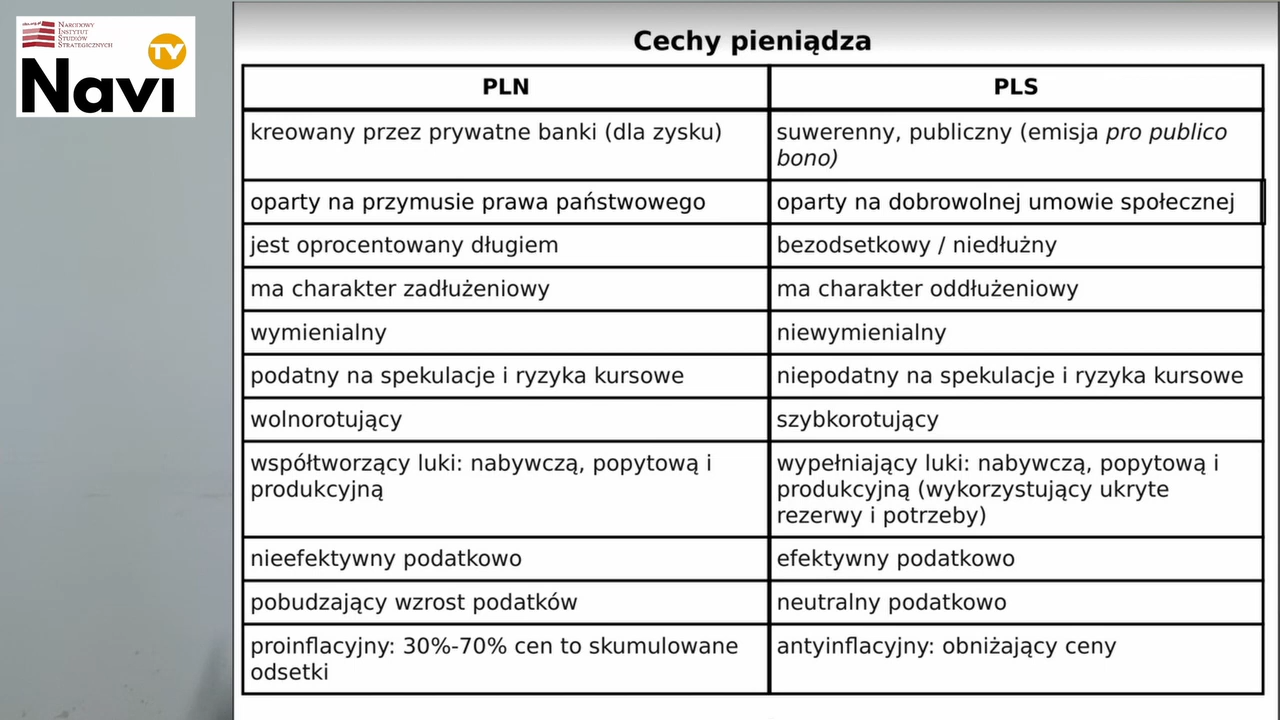 nbs.org.pl
NARODOWY
INSTYTUT
STUDIÓW
STRATEGICZNYCH
TV
Navi
Cechy pieniądza
PLN
PLS
kreowany przez prywatne banki (dla zysku)
suwerenny, publiczny (emisja pro publico
bono)
oparty na przymusie prawa państwowego
oparty na dobrowolnej umowie społecznej
jest oprocentowany długiem
bezodsetkowy / niedłużny
ma charakter zadłużeniowy
ma charakter oddłużeniowy
wymienialny
niewymienialny
podatny na spekulacje i ryzyka kursowe
niepodatny na spekulacje i ryzyka kursowe
wolnorotujący
szybkorotujący
współtworzący luki: nabywczą, popytową i
produkcyjną
wypełniający luki: nabywczą, popytową i
produkcyjną (wykorzystujący ukryte
rezerwy i potrzeby)
nieefektywny podatkowo
efektywny podatkowo
pobudzający wzrost podatków
neutralny podatkowo
proinflacyjny: 30%-70% cen to skumulowane
odsetki
antyinflacyjny: obniżający ceny